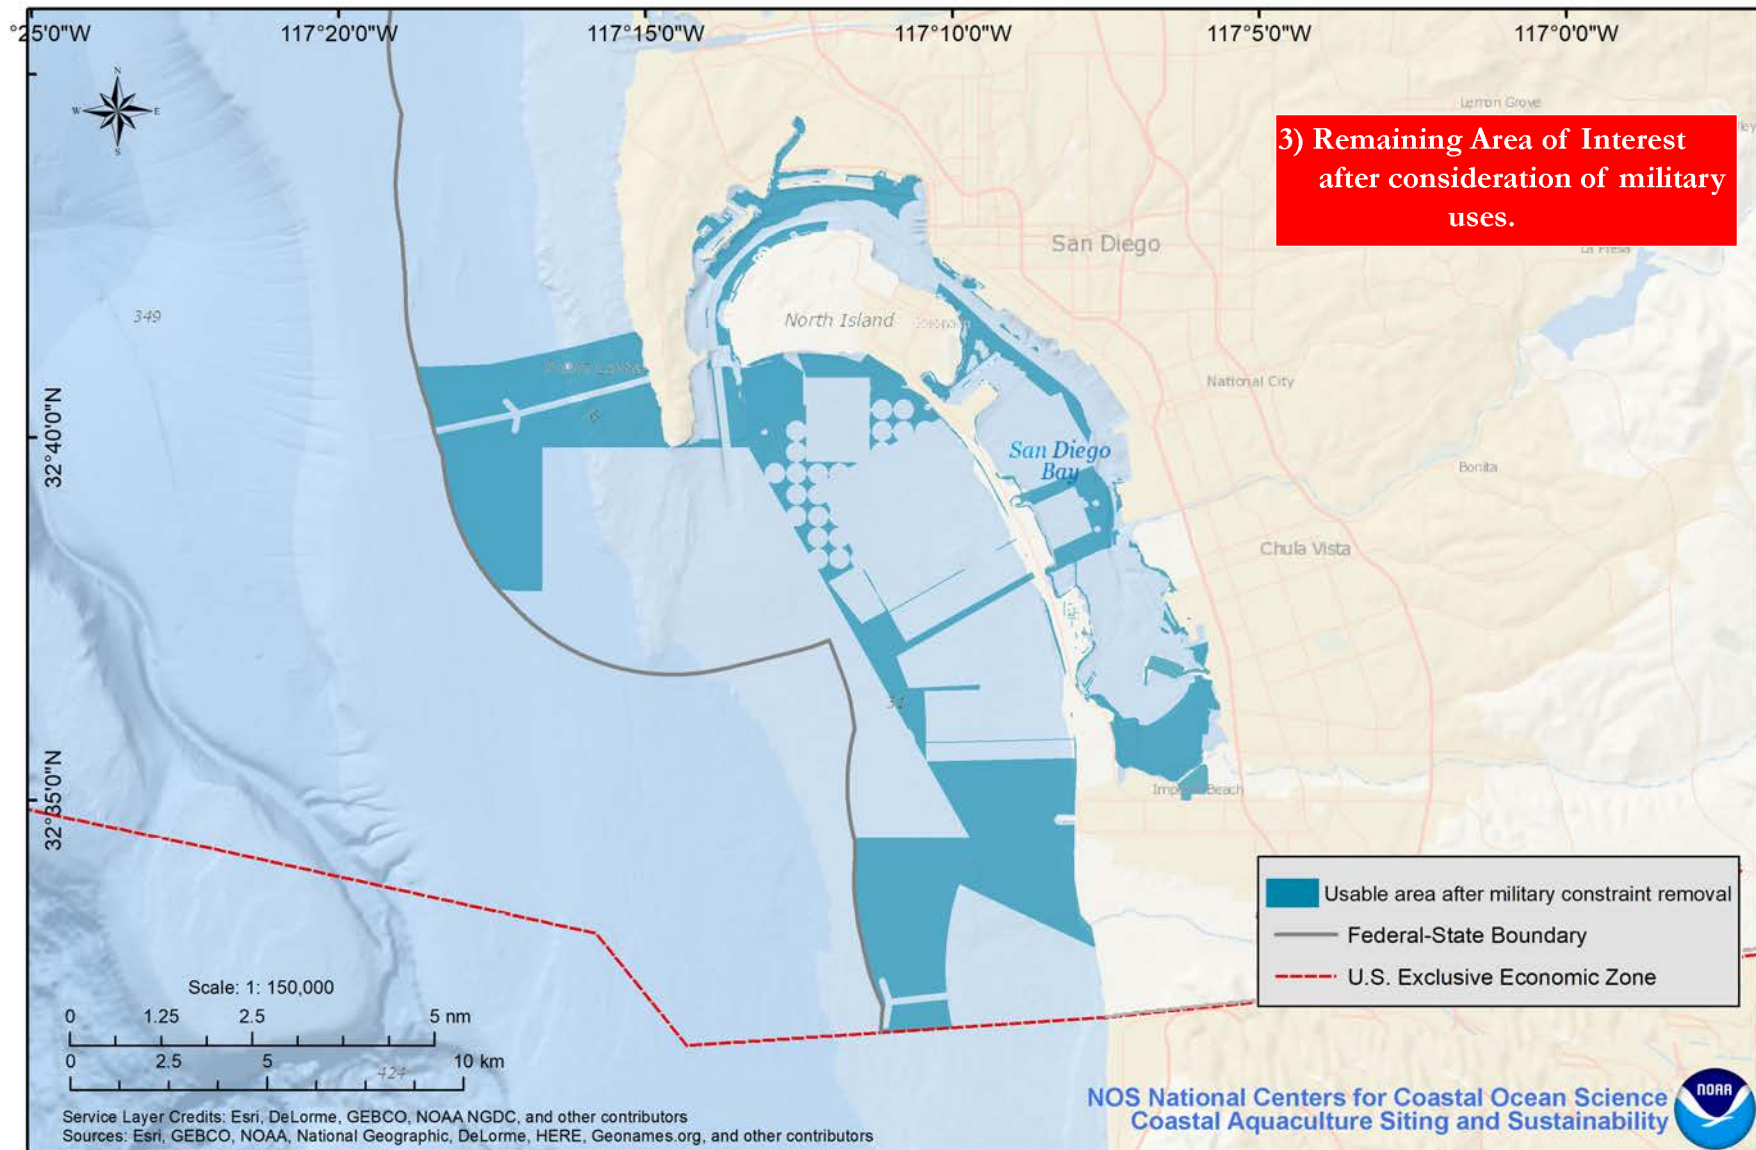 °25'0"W
117°20'0"W
117°15'0"W
117°10'0"W
117°5'0"W
117°0'0"W
N
W
E
S
Lemon Grove
3) Remaining Area of Interest
after consideration of military
uses.
San Diego
La Presa
349
North Island
Coronado
National City
32°40'0"N
San Diego
Bay
Bonita
Chula Vista
31
32°35'0"N
Imperial Beach
Usable area after military constraint removal
Federal-State Boundary
U.S. Exclusive Economic Zone
Scale: 1: 150,000
0 1.25 2.5 5 nm
0 2.5 5 10 km
424
Service Layer Credits: Esri, DeLorme, GEBCO, NOAA NGDC, and other contributors
Sources: Esri, GEBCO, NOAA, National Geographic, DeLorme, HERE, Geonames.org, and other contributors
NOS National Centers for Coastal Ocean Science
Coastal Aquaculture Siting and Sustainability
NOAA